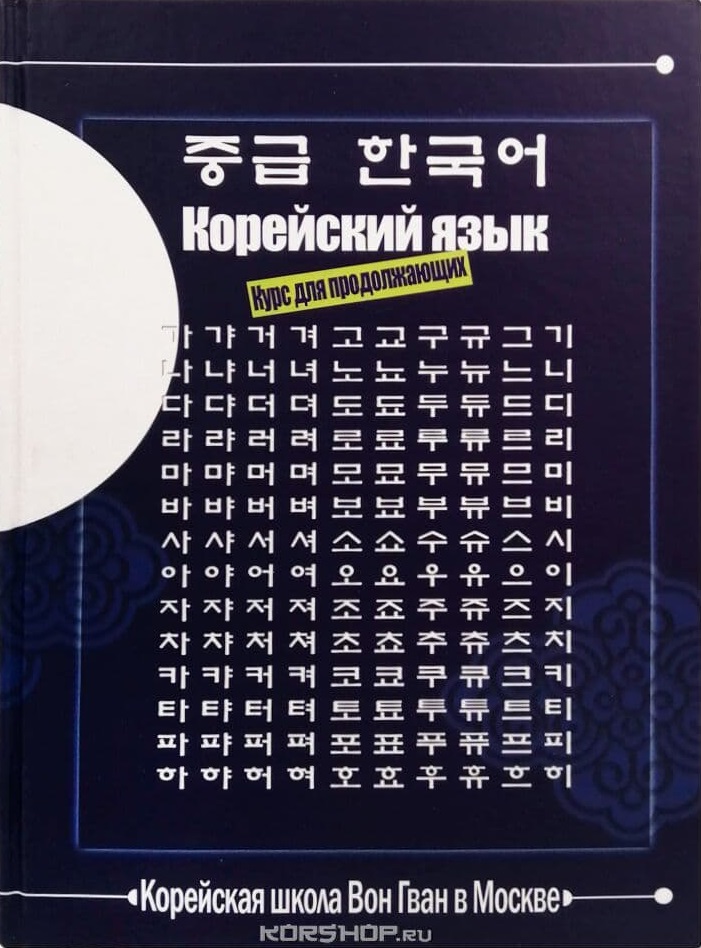 중급 한국어
Корейский язык
Курс для продолжающих
가 갸 거 겨 고 교 구 규 그 기
나 냐 너 녀 노 뇨 누 뉴 느 니
다 댜 더 뎌 도 됴 두 듀 드 디
라 랴 러 려 로 료 루 류 르 리
마 먀 머 며 모 묘 무 뮤 므 미
바 뱌 버 벼 보 뵤 부 뷰 브 비
사 샤 서 셔 소 쇼 수 슈 스 시
아 야 어 여 오 요 우 유 으 이
자 쟈 저 져 조 죠 주 쥬 즈 지
차 챠 처 쳐 초 쵸 추 츄 츠 치
카 캬 커 켜 코 쿄 쿠 큐 크 키
타 탸 터 텨 토 툐 투 튜 트 티
파 퍄 퍼 펴 포 표 푸 퓨 프 피
하 햐 허 혀 호 효 후 휴 흐 히
Корейская школа Вон Гван в Москве
KORSHOP.RU